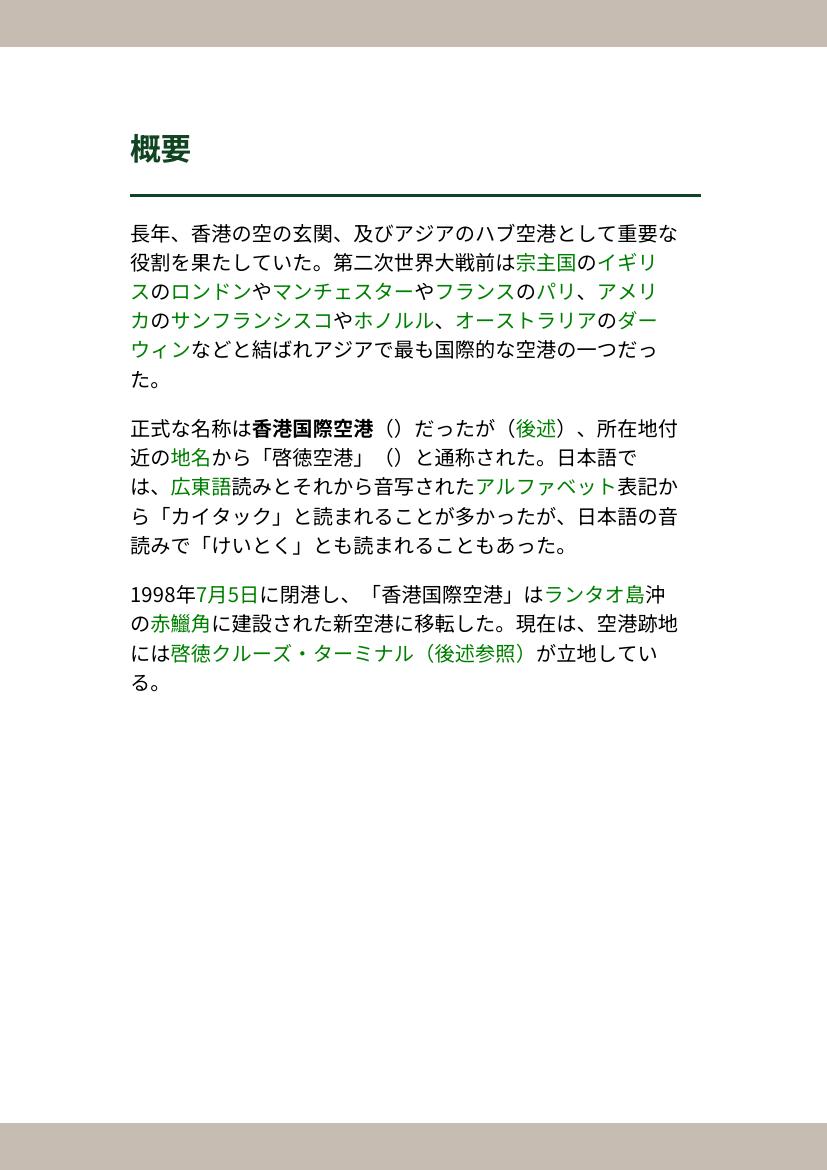 概要
長年、香港の空の玄関、及びアジアのハブ空港として重要な
役割を果たしていた。第二次世界大戦前は宗主国のイギリ
スのロンドンやマンチェスターやフランスのパリ、アメリ
カのサンフランシスコやホノルル、オーストラリアのダー
ウィンなどと結ばれアジアで最も国際的な空港の一つだっ
た。
正式な名称は香港国際空港（）だったが（後述）、所在地付
近の地名から「啓徳空港」（）と通称された。日本語で
は、広東語読みとそれから音写されたアルファベット表記か
ら「カイタック」と読まれることが多かったが、日本語の音
読みで「けいとく」とも読まれることもあった。
1998年7月5日に閉港し、「香港国際空港」はランタオ島沖
の赤鱲角に建設された新空港に移転した。現在は、空港跡地
には啓徳クルーズ・ターミナル（後述参照）が立地してい
る。